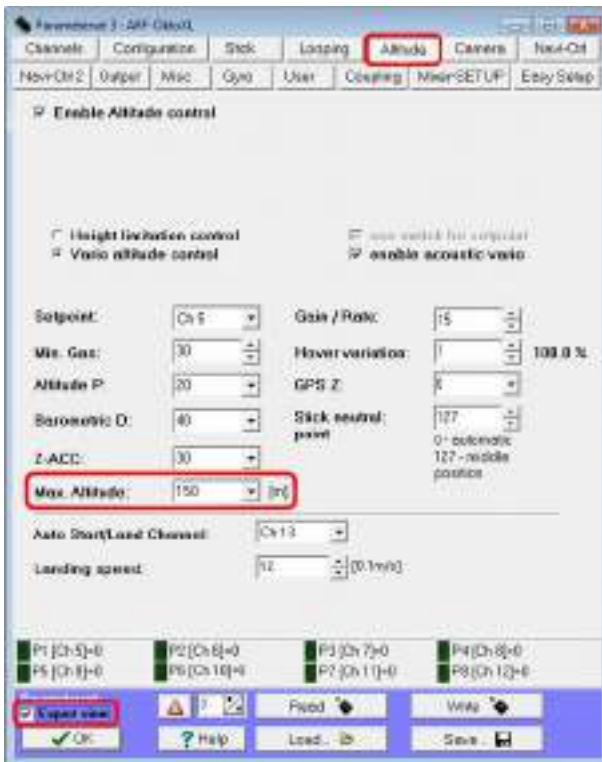 Channels Configuration Stick Looping Altitude Camera Navi-Ctrl
Navi-Ctrl 2 Output Misc Gyro User Coupling Mixer-SETUP Easy Setup
Enable Altitude control
Height limitation control
Vario altitude control
enable acoustic vario
Setpoint: Ch 5
Gain / Rate: 15
Min. Gas: 30
Hover variation: 100.0 %
Altitude P: 20
GPS Z:
Barometric D: 40
Stick neutral point 127
0 - automatic
127 - middle
position
Z-ACC: 30
Max. Altitude: 150 [m]
Auto Start/Land Channel: Ch 13
Landing speed: 12 [0.1m/s]
P1 [Ch 5]=0 P2 [Ch 6]=0 P3 [Ch 7]=0 P4 [Ch 8]=0
P5 [Ch 9]=0 P6 [Ch 10]=0 P7 [Ch 11]=0 P8 [Ch 12]=0
Expert view
Read Write
OK Help Load.. Save..